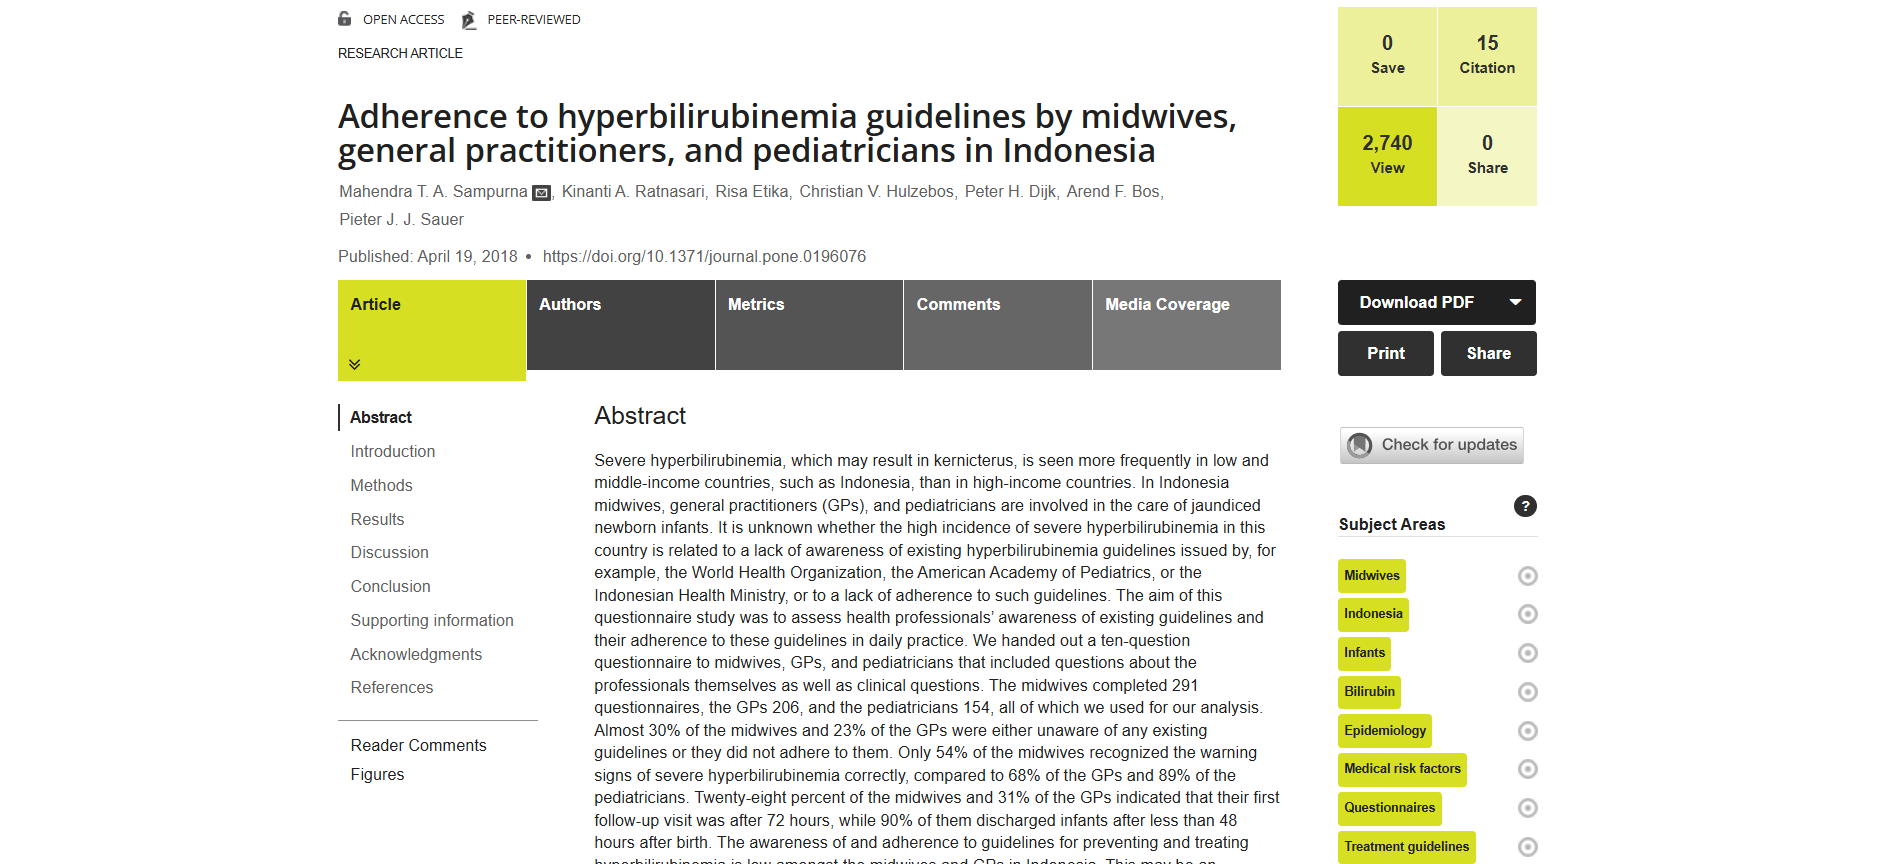 OPEN ACCESS PEER-REVIEWED
RESEARCH ARTICLE
Adherence to hyperbilirubinemia guidelines by midwives,
general practitioners, and pediatricians in Indonesia
Mahendra T. A. Sampurna , Kinanti A. Ratnasari, Risa Etika, Christian V. Hulzebos, Peter H. Dijk, Arend F. Bos,
Pieter J. J. Sauer
Published: April 19, 2018 • https://doi.org/10.1371/journal.pone.0196076
0
Save
15
Citation
2,740
View
0
Share
Article
Authors
Metrics
Comments
Media Coverage
Download PDF
Print
Share
Check for updates
Abstract
Introduction
Methods
Results
Discussion
Conclusion
Supporting information
Acknowledgments
References
Reader Comments
Figures
Abstract
Severe hyperbilirubinemia, which may result in kernicterus, is seen more frequently in low and
middle-income countries, such as Indonesia, than in high-income countries. In Indonesia
midwives, general practitioners (GPs), and pediatricians are involved in the care of jaundiced
newborn infants. It is unknown whether the high incidence of severe hyperbilirubinemia in this
country is related to a lack of awareness of existing hyperbilirubinemia guidelines issued by, for
example, the World Health Organization, the American Academy of Pediatrics, or the
Indonesian Health Ministry, or to a lack of adherence to such guidelines. The aim of this
questionnaire study was to assess health professionals’ awareness of existing guidelines and
their adherence to these guidelines in daily practice. We handed out a ten-question
questionnaire to midwives, GPs, and pediatricians that included questions about the
professionals themselves as well as clinical questions. The midwives completed 291
questionnaires, the GPs 206, and the pediatricians 154, all of which we used for our analysis.
Almost 30% of the midwives and 23% of the GPs were either unaware of any existing
guidelines or they did not adhere to them. Only 54% of the midwives recognized the warning
signs of severe hyperbilirubinemia correctly, compared to 68% of the GPs and 89% of the
pediatricians. Twenty-eight percent of the midwives and 31% of the GPs indicated that their first
follow-up visit was after 72 hours, while 90% of them discharged infants after less than 48
hours after birth. The awareness of and adherence to guidelines for preventing and treating
hyperbilirubinemia is low amongst the midwives and GPs in Indonesia. This may be an
?
Subject Areas
Midwives
Indonesia
Infants
Bilirubin
Epidemiology
Medical risk factors
Questionnaires
Treatment guidelines